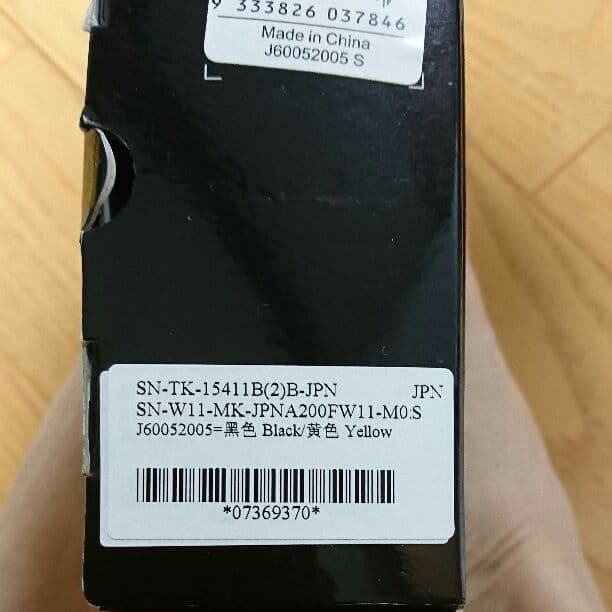 9 333826 037846
Made in China
J60052005 S
SN-TK-15411B(2)B-JPN JPN
SN-W11-MK-JPNA200FW11-M0:S
J60052005=黑色 Black/黄色 Yellow
*07369370*